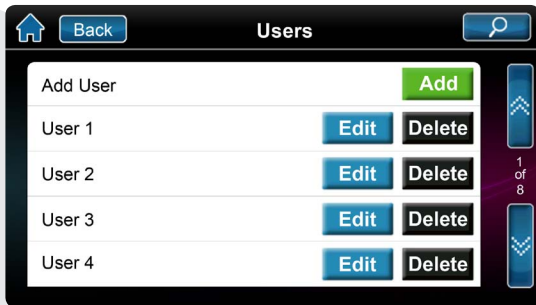 Back Users
Add User Add
User 1 Edit Delete
User 2 Edit Delete
User 3 Edit Delete
User 4 Edit Delete
1
of
8